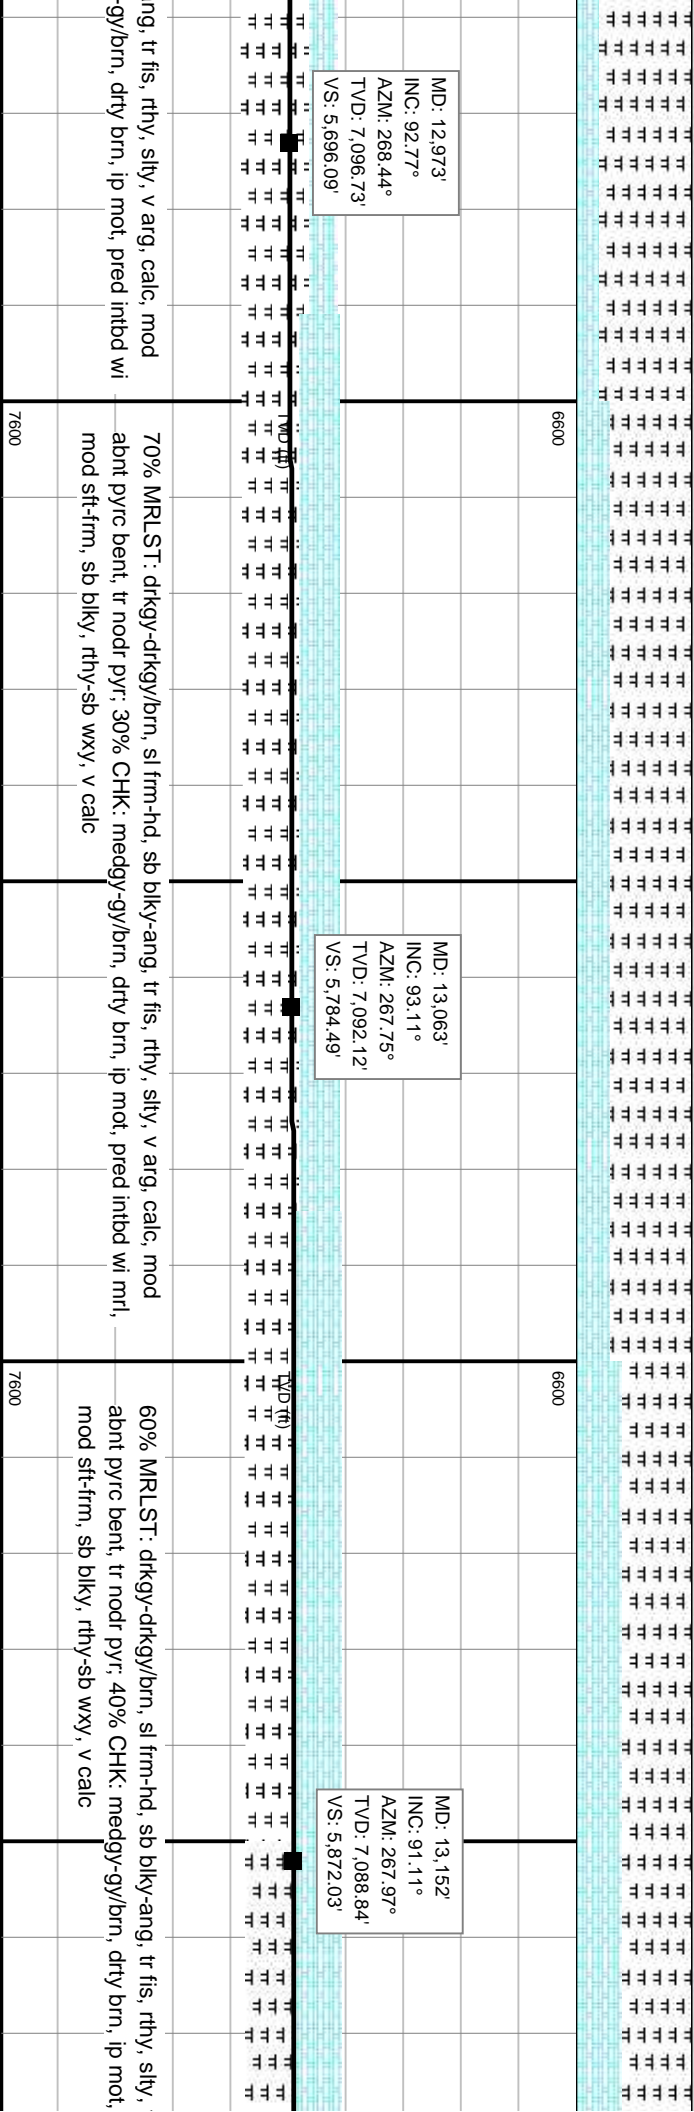 MD: 12,973'
INC: 92.77°
AZM: 268.44°
TVD: 7,096.73'
VS: 5,696.09'
ang, tr fis, rthy, slty, v arg, calc, mod
-gy/brn, drty brn, ip mot, pred intbd wi
6600
TVD (ft)
7600
70% MRLST: drkgy-drkgy/brn, sl frm-hd, sb blky-ang, tr fis, rthy, slty, v arg, calc, mod
abnt pyrc bent, tr nodr pyr; 30% CHK: medgy-gy/brn, drty brn, ip mot, pred intbd wi mrl,
mod sft-frm, sb blky, rthy-sb wxy, v calc
MD: 13,063'
INC: 93.11°
AZM: 267.75°
TVD: 7,092.12'
VS: 5,784.49'
6600
TVD (ft)
7600
60% MRLST: drkgy-drkgy/brn, sl frm-hd, sb blky-ang, tr fis, rthy, slty,
abnt pyrc bent, tr nodr pyr; 40% CHK: medgy-gy/brn, drty brn, ip mot,
mod sft-frm, sb blky, rthy-sb wxy, v calc
MD: 13,152'
INC: 91.11°
AZM: 267.97°
TVD: 7,088.84'
VS: 5,872.03'